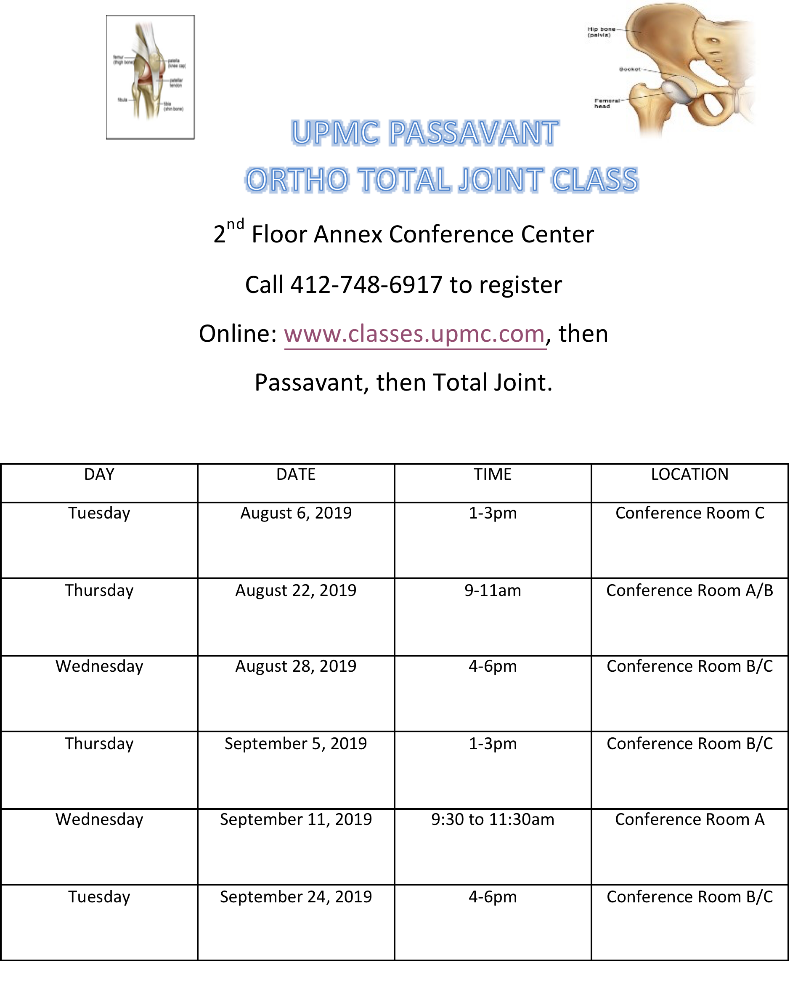 femur
(thigh bone)
patella
(knee cap)
patellar
tendon
fibula
tibia
(shin bone)
Hip bone
(pelvis)
Socket
Femoral
head
UPMC PASSAVANT
ORTHO TOTAL JOINT CLASS
2nd Floor Annex Conference Center
Call 412-748-6917 to register
Online: www.classes.upmc.com, then
Passavant, then Total Joint.
DAY DATE TIME LOCATION
Tuesday August 6, 2019 1-3pm Conference Room C
Thursday August 22, 2019 9-11am Conference Room A/B
Wednesday August 28, 2019 4-6pm Conference Room B/C
Thursday September 5, 2019 1-3pm Conference Room B/C
Wednesday September 11, 2019 9:30 to 11:30am Conference Room A
Tuesday September 24, 2019 4-6pm Conference Room B/C